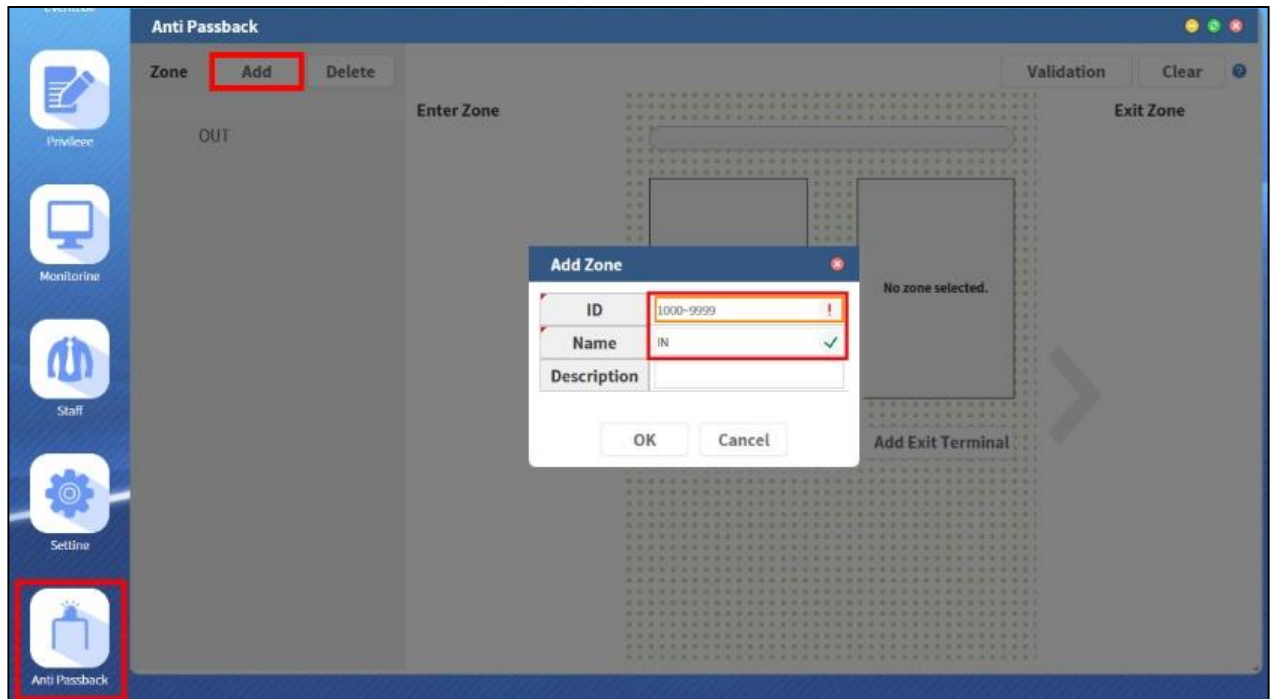 Anti Passback
Zone Add Delete Validation Clear ?
Enter Zone Exit Zone
OUT
Privilege
Monitoring
Staff
Setting
Anti Passback
Add Zone
ID 1000~9999 !
Name IN
Description
OK Cancel
No zone selected.
Add Exit Terminal